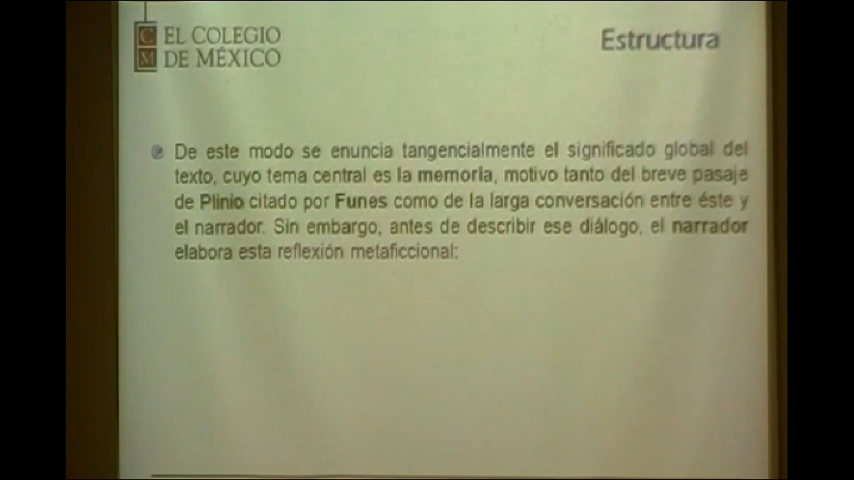 C
M
EL COLEGIO
DE MÉXICO
Estructura
De este modo se enuncia tangencialmente el significado global del
texto, cuyo tema central es la memoria, motivo tanto del breve pasaje
de Plinio citado por Funes como de la larga conversación entre éste y
el narrador. Sin embargo, antes de describir ese diálogo, el narrador
elabora esta reflexión metaficcional: